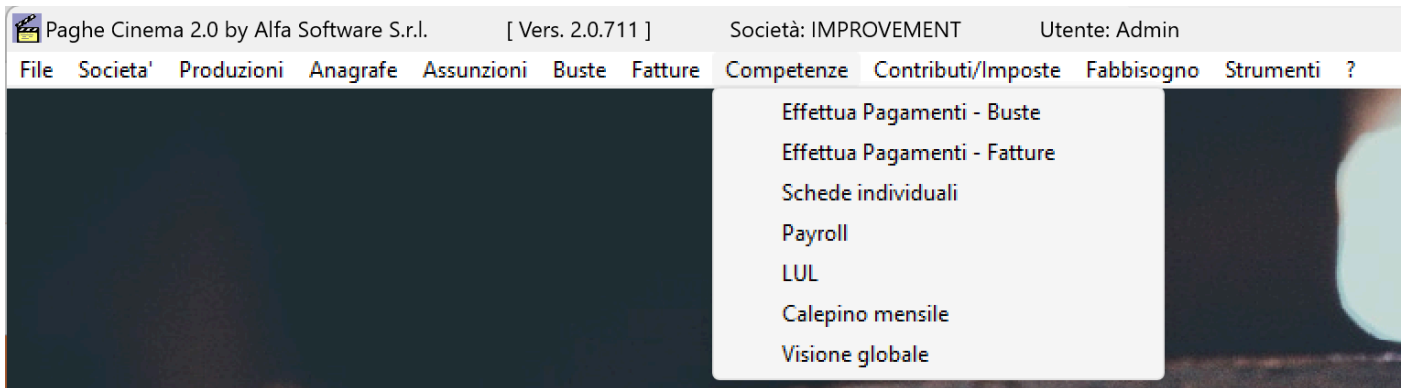 Paghe Cinema 2.0 by Alfa Software S.r.l. [ Vers. 2.0.711 ] Società: IMPROVEMENT Utente: Admin
File Societa' Produzioni Anagrafe Assunzioni Buste Fatture Competenze Contributi/Imposte Fabbisogno Strumenti ?
Effettua Pagamenti - Buste
Effettua Pagamenti - Fatture
Schede individuali
Payroll
LUL
Calepino mensile
Visione globale